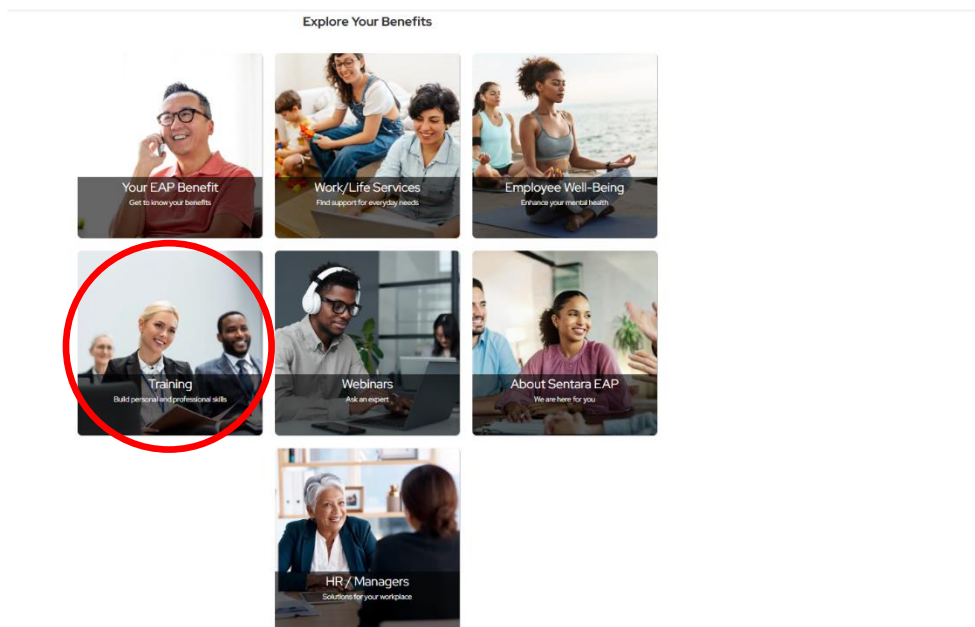 Explore Your Benefits
Your EAP Benefit
Get to know your benefits
Work/Life Services
Find support for everyday needs
Employee Well-Being
Enhance your mental health
Training
Build personal and professional skills
Webinars
Ask an expert
About Sentara EAP
We are here for you
HR / Managers
Solutions for your workplace